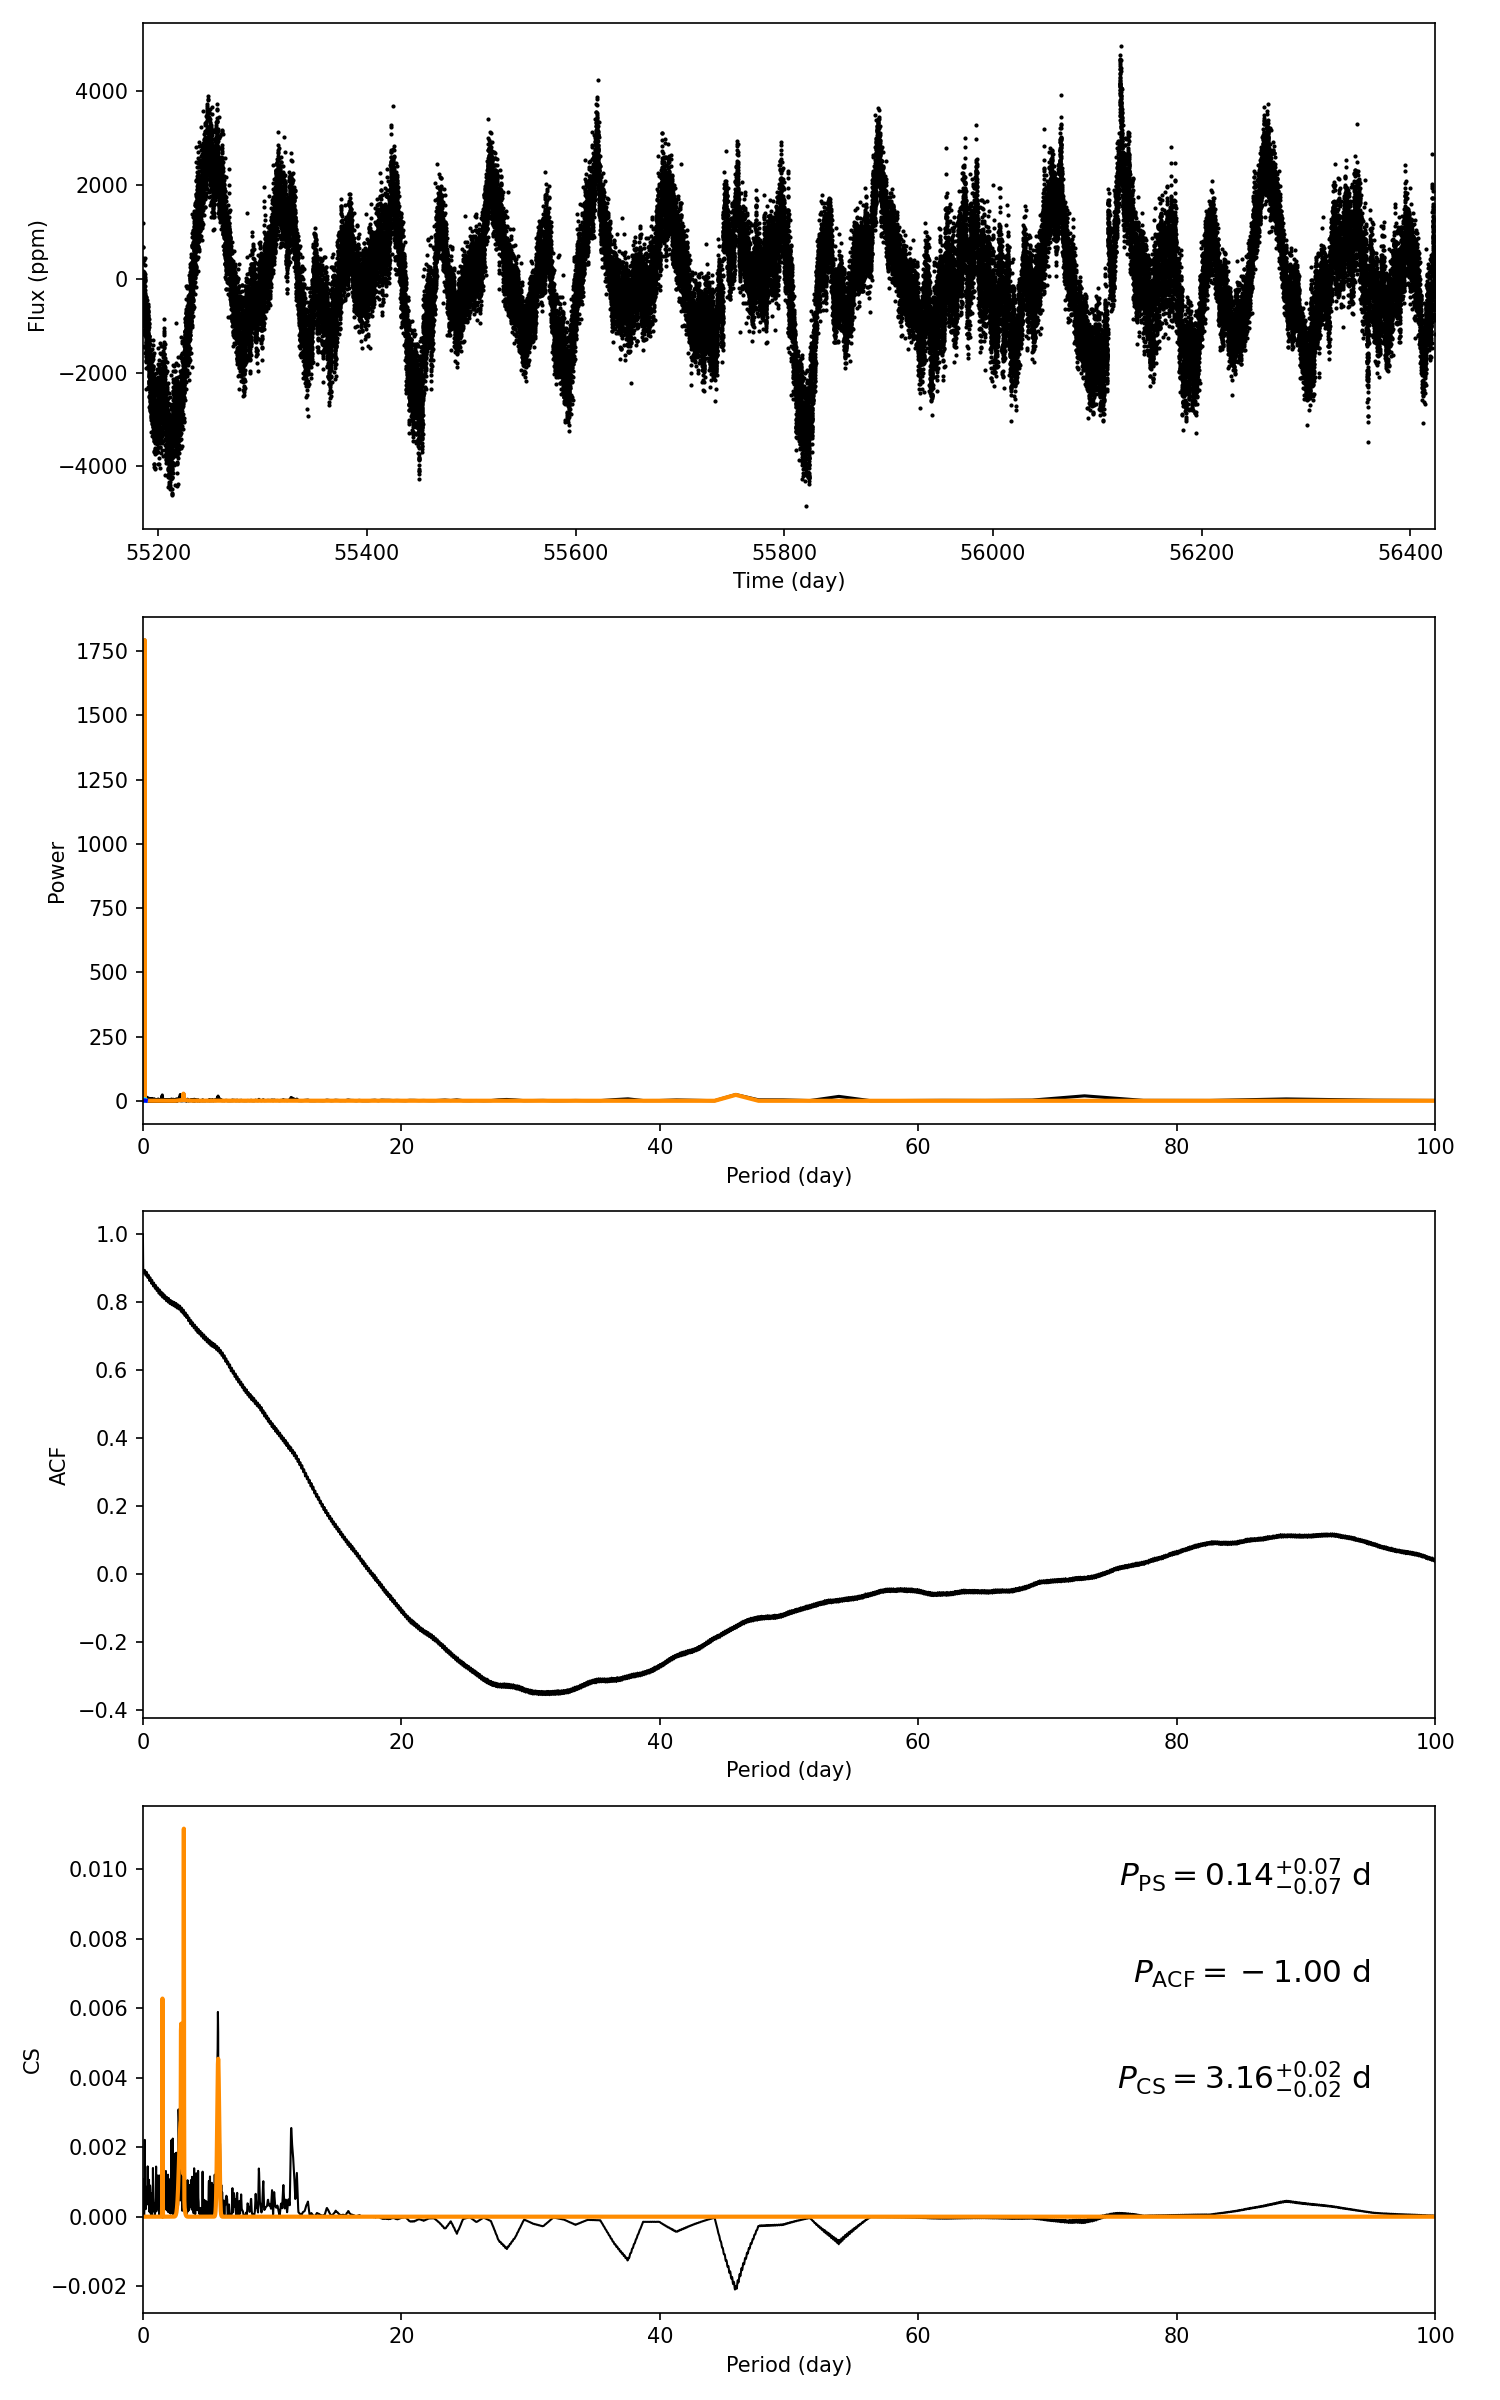 4000
2000
0
−2000
−4000
Flux (ppm)
55200 55400 55600 55800 56000 56200 56400
Time (day)
1750
1500
1250
1000
750
500
250
0
Power
0 20 40 60 80 100
Period (day)
1.0
0.8
0.6
0.4
0.2
0.0
−0.2
−0.4
ACF
0 20 40 60 80 100
Period (day)
0.010
0.008
0.006
0.004
0.002
0.000
−0.002
CS
P_PS = 0.14 +0.07 −0.07 d
P_ACF = −1.00 d
P_CS = 3.16 +0.02 −0.02 d
0 20 40 60 80 100
Period (day)